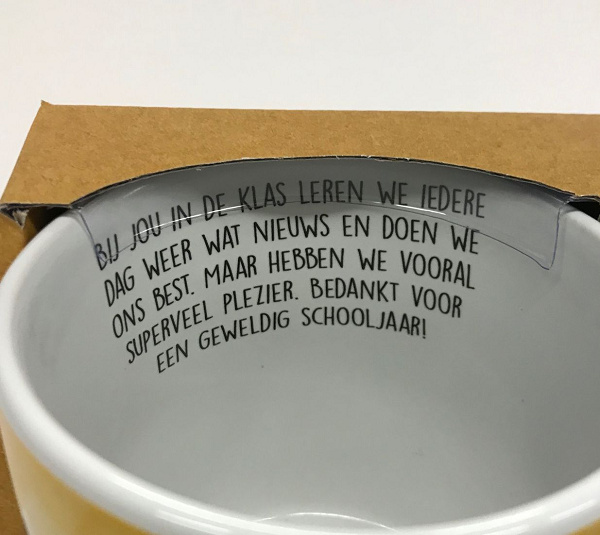 BIJ JOU IN DE KLAS LEREN WE IEDERE
DAG WEER WAT NIEUWS EN DOEN WE
ONS BEST. MAAR HEBBEN WE VOORAL
SUPERVEEL PLEZIER. BEDANKT VOOR
EEN GEWELDIG SCHOOLJAAR!